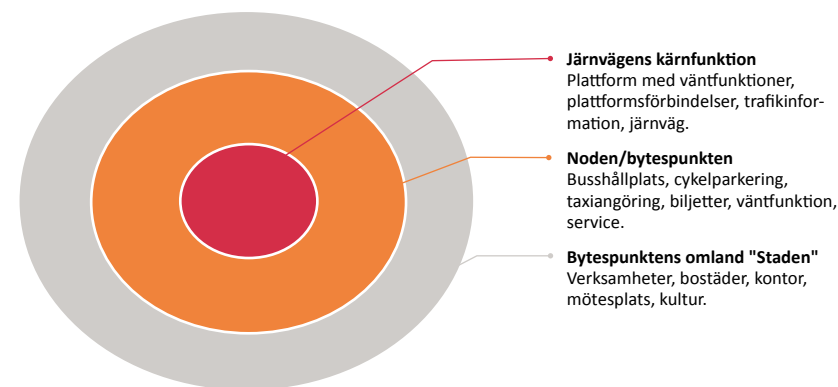 Järnvägens kärnfunktion
Plattform med väntfunktioner,
plattformsförbindelser, trafikinfor-
mation, järnväg.
Noden/bytespunkten
Busshållplats, cykelparkering,
taxiangöring, biljetter, väntfunktion,
service.
Bytespunktens omland "Staden"
Verksamheter, bostäder, kontor,
mötesplats, kultur.